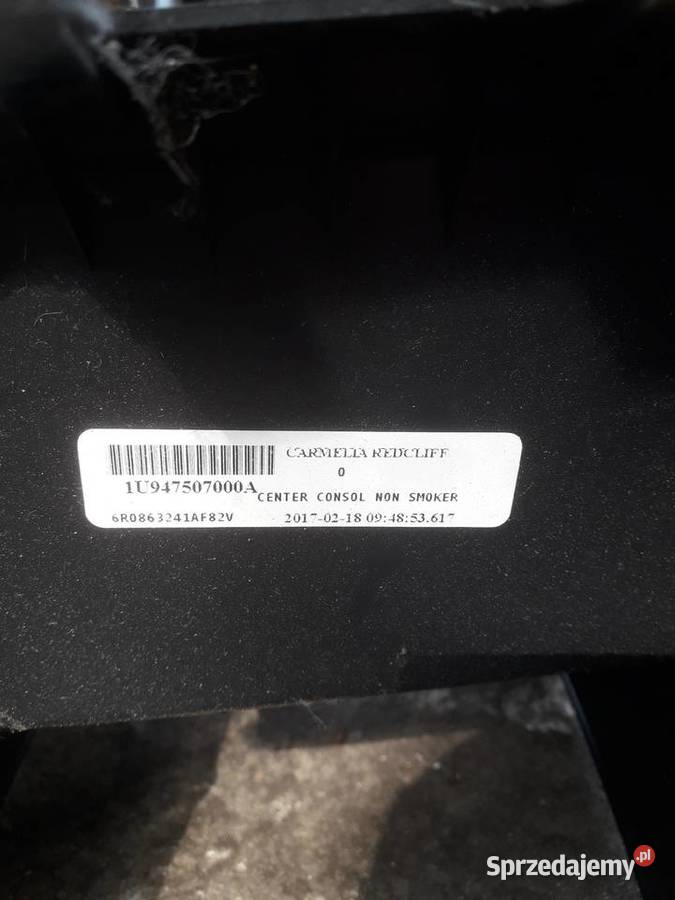 CARMELIA REDCLIFF
0
1U947507000A
CENTER CONSOL NON SMOKER
6R0863241AF82V
2017-02-18 09:48:53.617
Sprzedajemy.pl